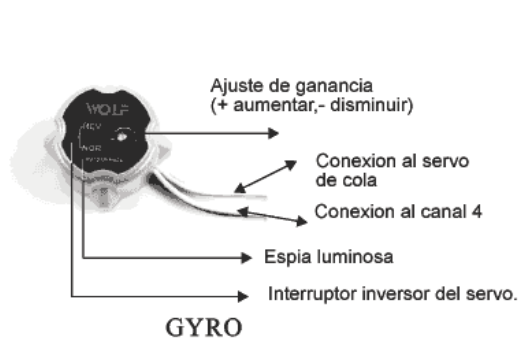 WOLF
REV
NOR
Ajuste de ganancia
(+ aumentar,- disminuir)
Conexion al servo
de cola
Conexion al canal 4
Espia luminosa
Interruptor inversor del servo.
GYRO